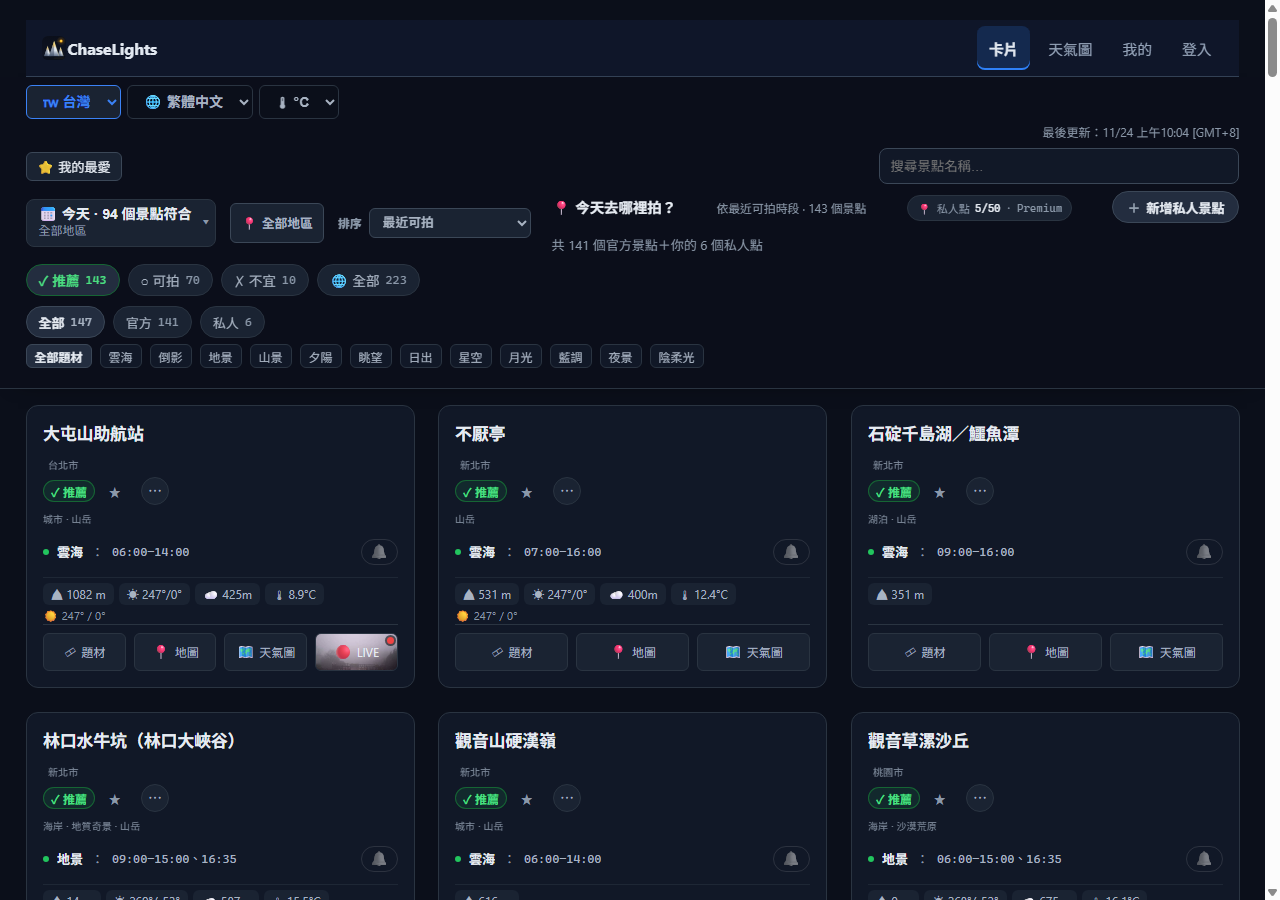 ChaseLights
卡片 天氣圖 我的 登入
TW 台灣 繁體中文 °C
最後更新：11/24 上午10:04 [GMT+8]
我的最愛
搜尋景點名稱...
今天 · 94 個景點符合
全部地區
全部地區
排序 最近可拍
今天去哪裡拍？
依最近可拍時段 · 143 個景點
私人點 5/50 · Premium
＋ 新增私人景點
共 141 個官方景點＋你的 6 個私人點
✓ 推薦 143 ○ 可拍 70 ╳ 不宜 10 全部 223
全部 147 官方 141 私人 6
全部題材 雲海 倒影 地景 山景 夕陽 眺望 日出 星空 月光 藍調 夜景 陰柔光
大屯山助航站
台北市
✓ 推薦 ★ ⋯
城市 · 山岳
雲海 ： 06:00–14:00
1082 m 247°/0° 425m 8.9°C
247° / 0°
題材 地圖 天氣圖 LIVE
不厭亭
新北市
✓ 推薦 ★ ⋯
山岳
雲海 ： 07:00–16:00
531 m 247°/0° 400m 12.4°C
247° / 0°
題材 地圖 天氣圖
石碇千島湖／鱷魚潭
新北市
✓ 推薦 ★ ⋯
湖泊 · 山岳
雲海 ： 09:00–16:00
351 m
題材 地圖 天氣圖
林口水牛坑（林口大峽谷）
新北市
✓ 推薦 ★ ⋯
海岸 · 地質奇景 · 山岳
地景 ： 09:00–15:00、16:35
觀音山硬漢嶺
新北市
✓ 推薦 ★ ⋯
城市 · 山岳
雲海 ： 06:00–14:00
觀音草漯沙丘
桃園市
✓ 推薦 ★ ⋯
海岸 · 沙漠荒原
地景 ： 06:00–15:00、16:35